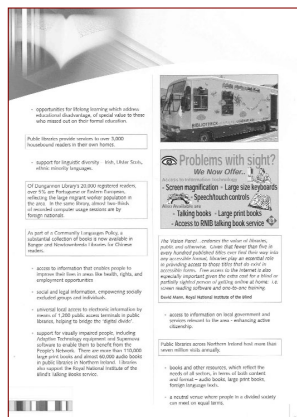 - opportunities for lifelong learning which address
educational disadvantage, of special value to those
who missed out on their formal education.
Public libraries provide services to over 3,000
housebound readers in their own homes.
- support for linguistic diversity - Irish, Ulster Scots,
ethnic minority languages.
Of Dungannon Library's 20,000 registered readers,
over 5% are Portuguese or Eastern European,
reflecting the large migrant worker population in
the area. In the same library, about two thirds
of recorded computer usage sessions are by
foreign nationals.
As part of a Community Languages Policy, a
substantial collection of books is now available in
Bangor and Newtownards Libraries for Chinese
readers.
- access to information that enables people to
improve their lives in areas like health, rights, and
employment opportunities
- social and legal information, empowering socially
excluded groups and individuals.
- universal local access to electronic information by
means of 1,200 public access terminals in public
libraries, helping to bridge the 'digital divide'.
- support for visually impaired people, including
Adaptive Technology equipment and Supernova
software to enable them to benefit from the
People's Network. There are more than 110,000
large print books and almost 60,000 audio books
in public libraries in Northern Ireland. Libraries
also support the Royal National Institute of the
Blind's talking Books service.
Problems with sight?
We Now Offer..
Access to Information Technology
- Screen magnification - Large size keyboards
- Speech/touch controls
- Talking books - Large print books
- Access to RNIB talking book service
The Vision Panel ..endorses the value of libraries,
public and otherwise. Given that fewer than five in
every hundred published titles ever find their way into
any accessible format, libraries play an essential role
in providing access to those titles that do exist in
accessible forms. Free access to the internet is also
especially important given the extra cost for a blind or
partially sighted person of getting online at home i.e.
screen reading software and one-to-one training.
David Mann, Royal National Institute of the Blind
- access to information on local government and
services relevant to the user - enhancing active
citizenship.
Public libraries across Northern Ireland host more than
seven million visits annually.
- books and other resources, which reflect the
needs of all sectors, in terms of both content
and format – audio books, large print books,
foreign language texts.
- a neutral venue where people in a divided society
can meet on equal terms.